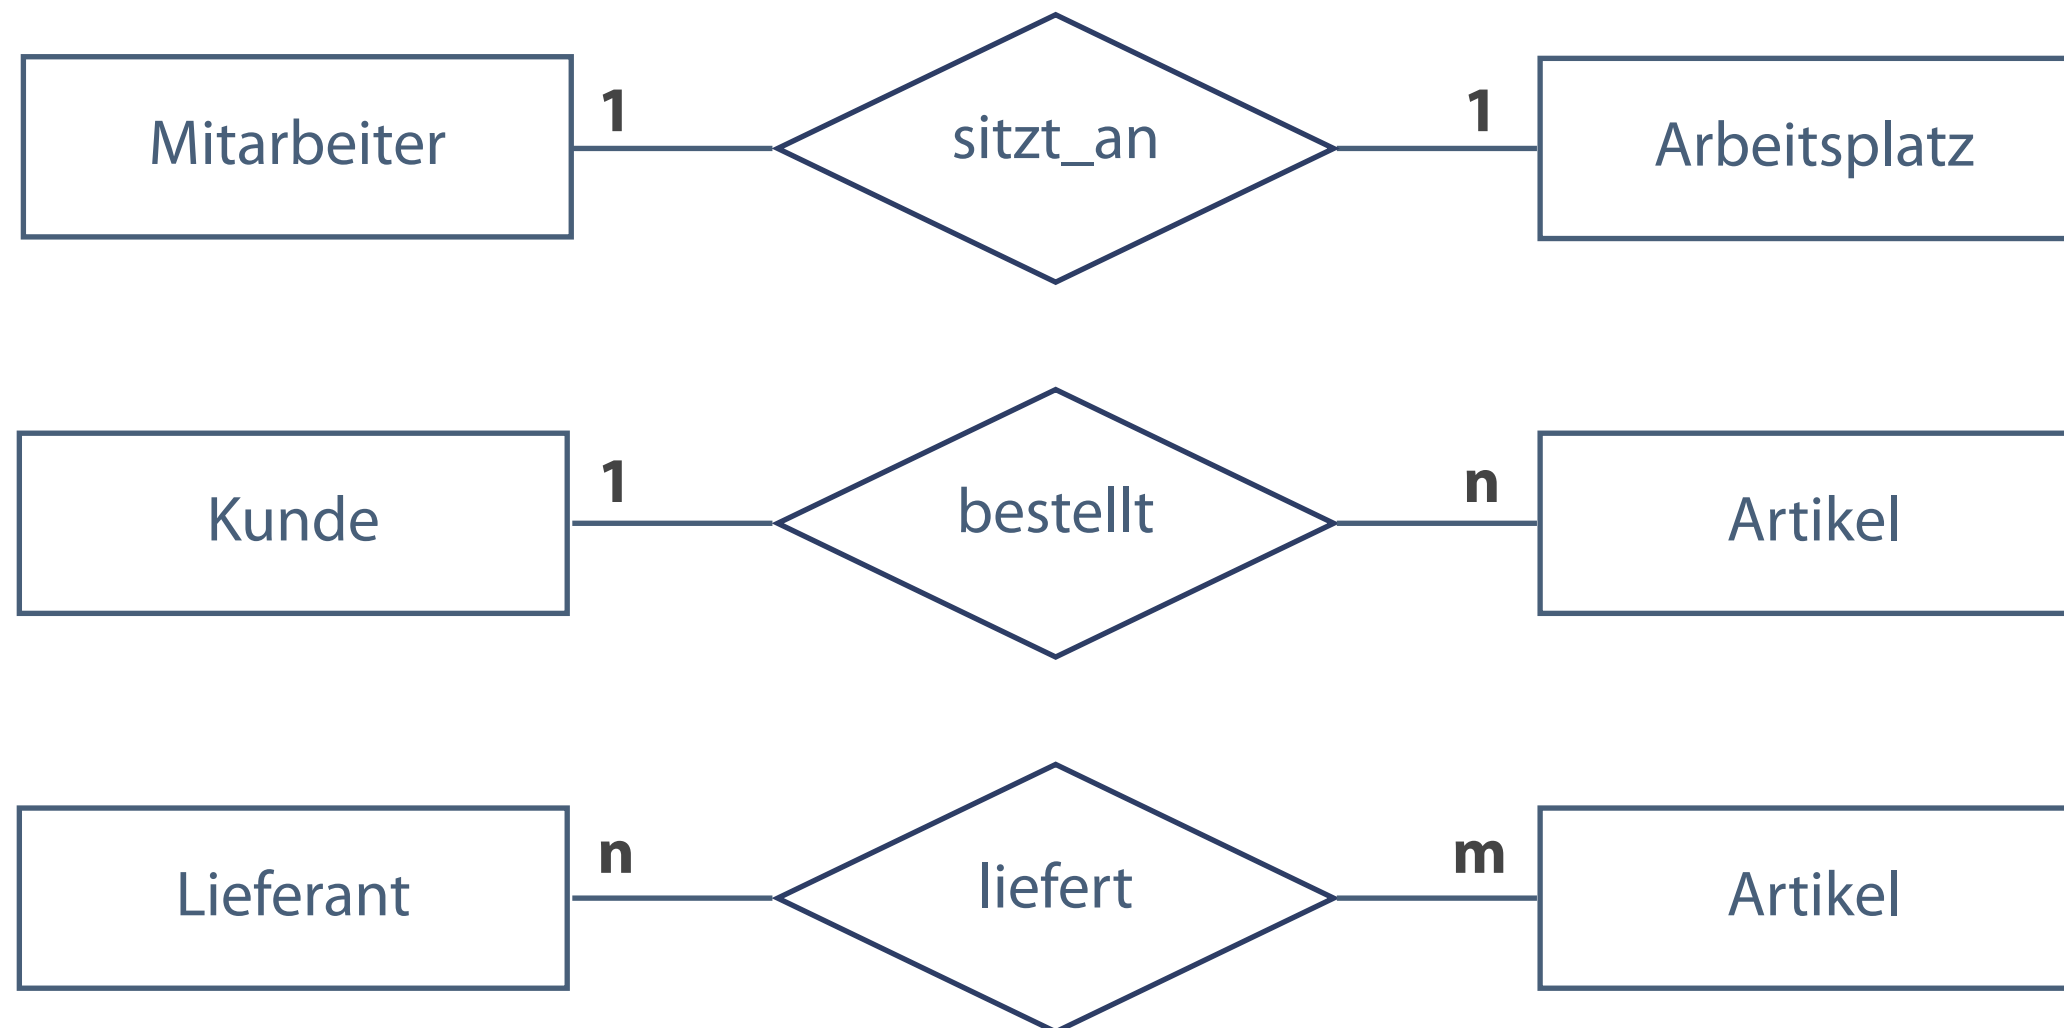 Mitarbeiter 1 sitzt_an 1 Arbeitsplatz
Kunde 1 bestellt n Artikel
Lieferant n liefert m Artikel